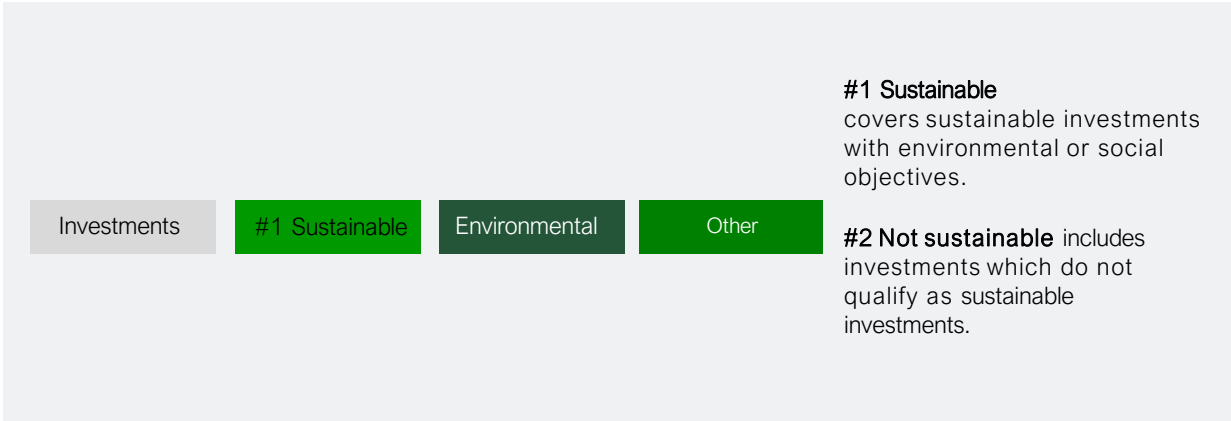 Investments
#1 Sustainable
Environmental
Other
#1 Sustainable
covers sustainable investments
with environmental or social
objectives.
#2 Not sustainable includes
investments which do not
qualify as sustainable
investments.